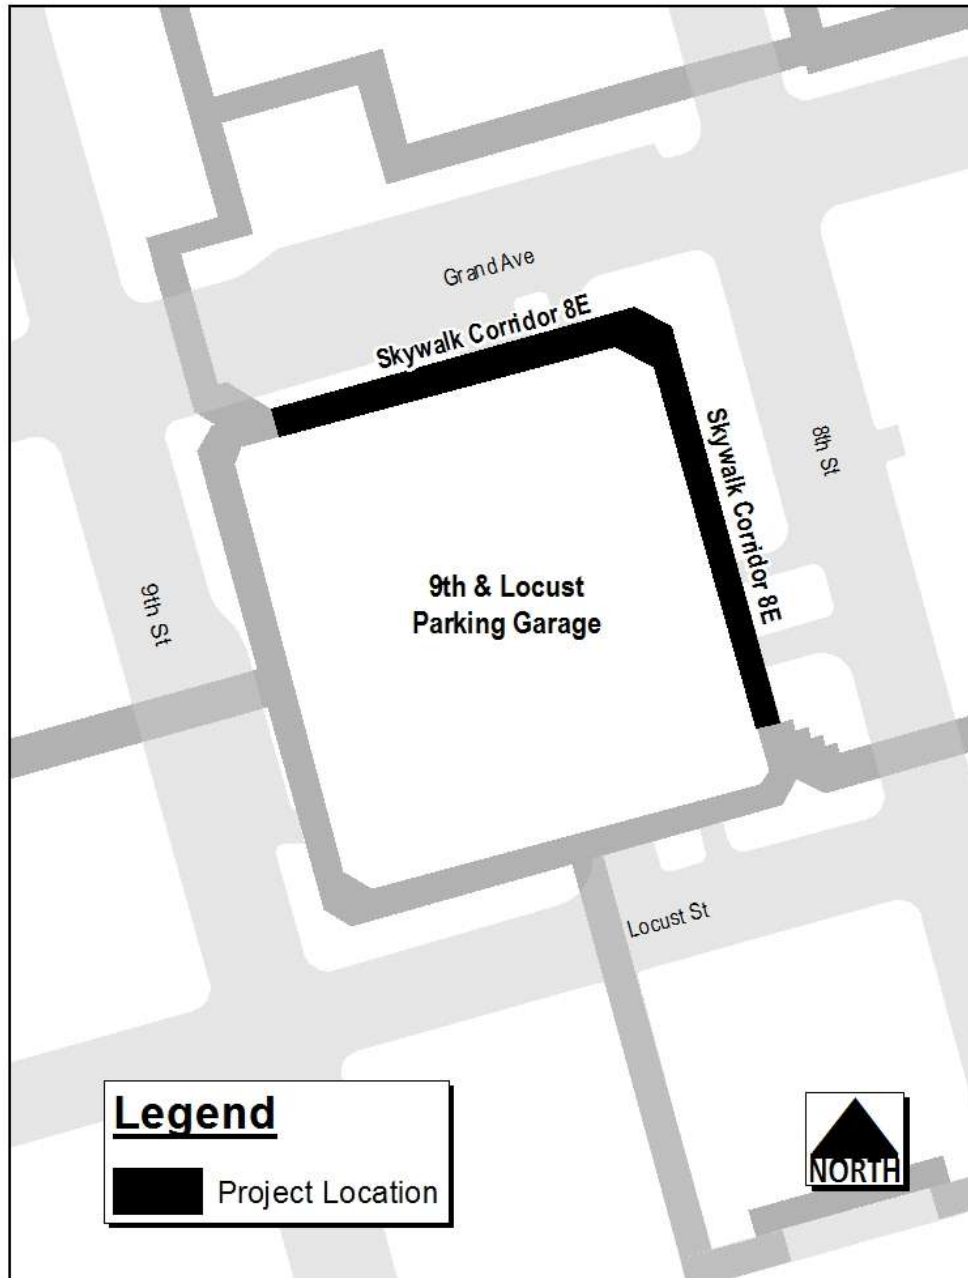 Grand Ave
Skywalk Corridor 8E
Skywalk Corridor 8E
8th St
9th & Locust
Parking Garage
9th St
Locust St
Legend
Project Location
NORTH